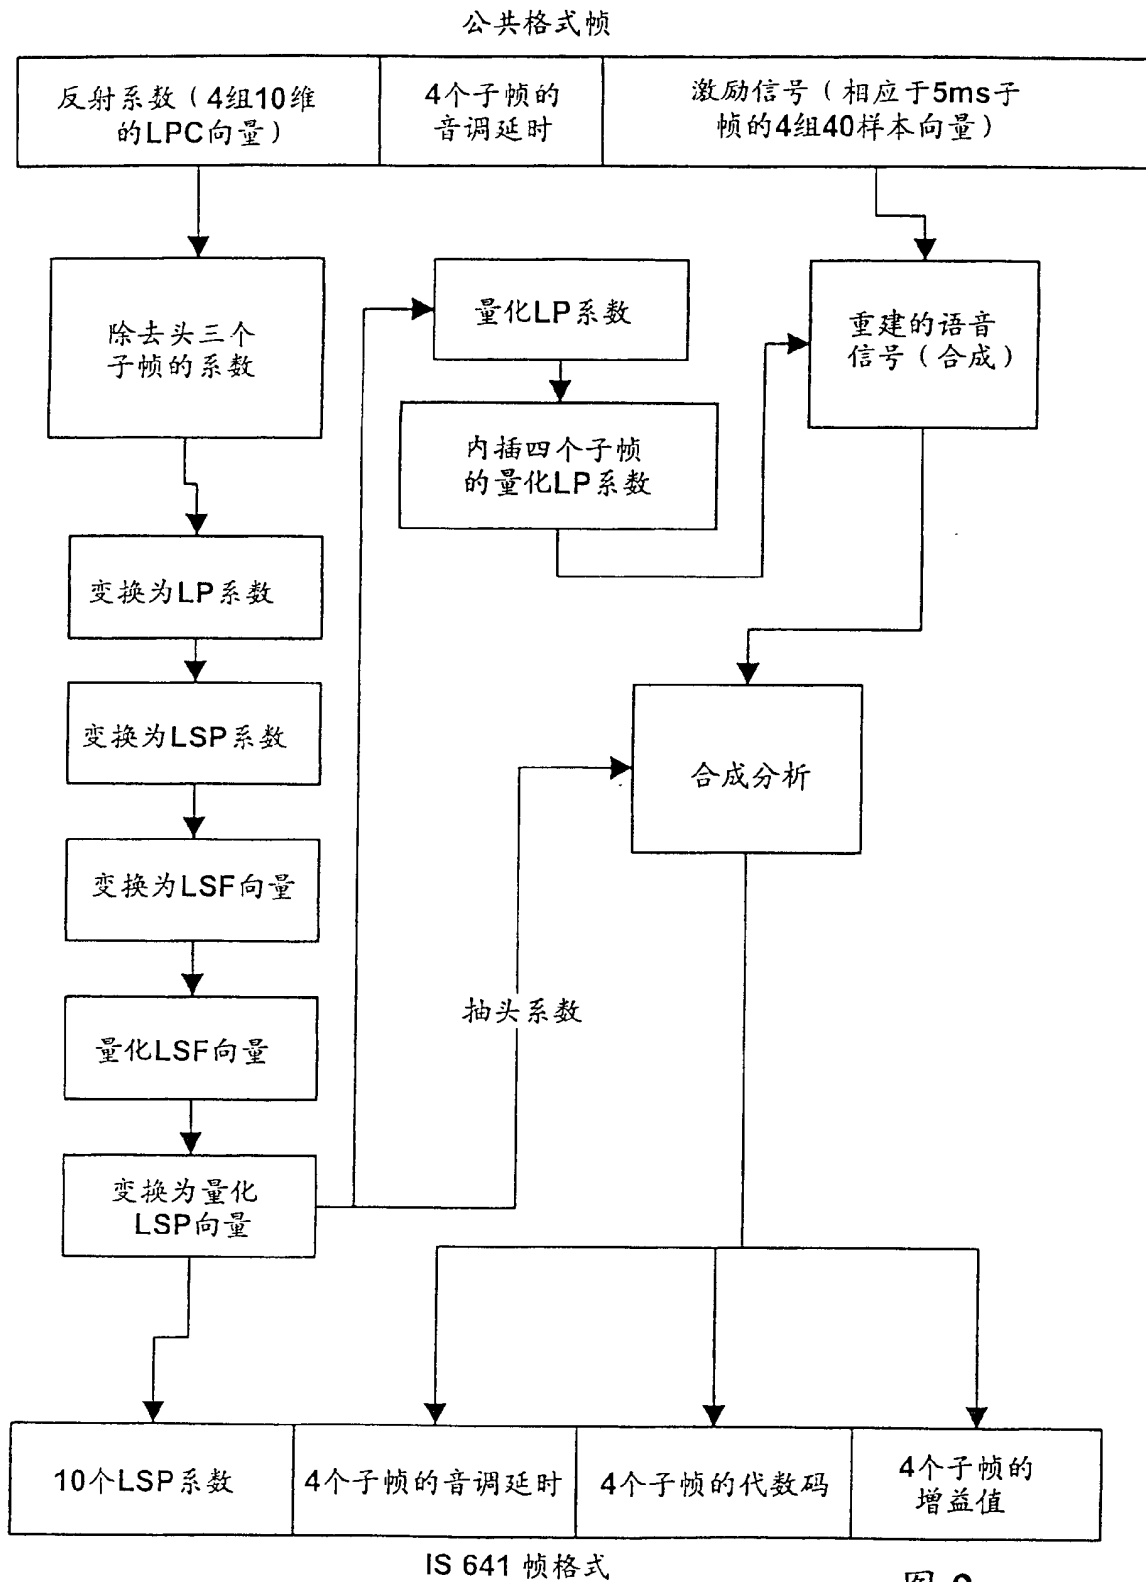 公共格式帧
反射系数（4组10维
的LPC向量）
4个子帧的
音调延时
激励信号（相应于5ms子
帧的4组40样本向量）
除去头三个
子帧的系数
量化LP系数
重建的语音
信号（合成）
内插四个子帧
的量化LP系数
变换为LP系数
变换为LSP系数
合成分析
变换为LSF向量
抽头系数
量化LSF向量
变换为量化
LSP向量
10个LSP系数
4个子帧的音调延时
4个子帧的代数码
4个子帧的
增益值
IS 641 帧格式